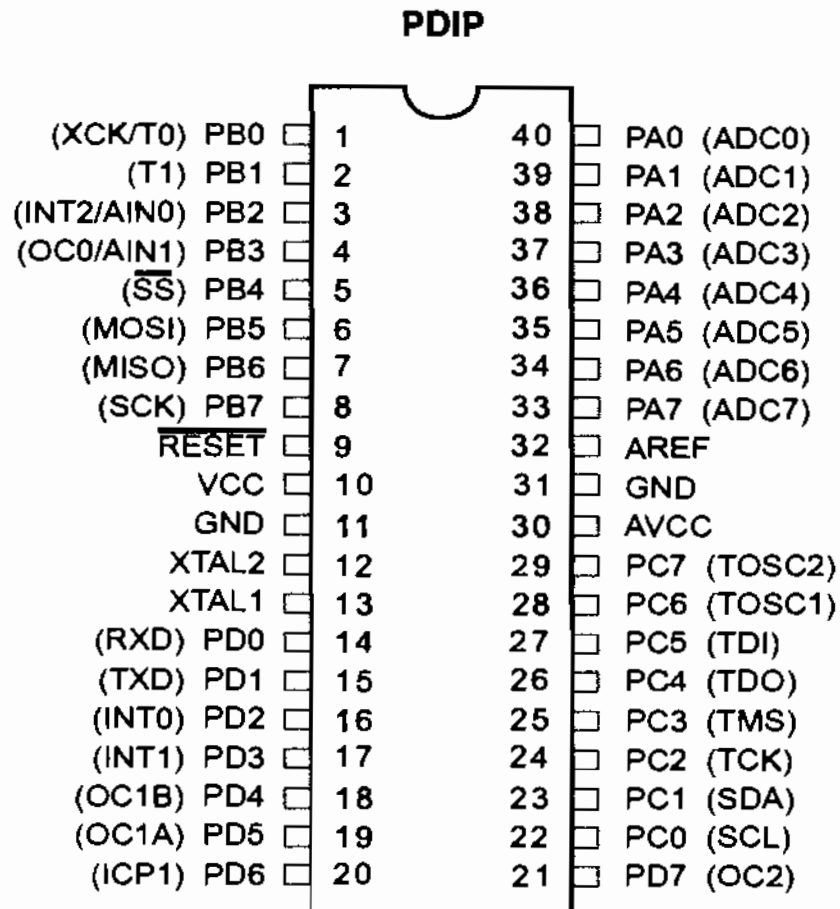 PDIP
(XCK/T0) PB0 1 40 PA0 (ADC0)
(T1) PB1 2 39 PA1 (ADC1)
(INT2/AIN0) PB2 3 38 PA2 (ADC2)
(OC0/AIN1) PB3 4 37 PA3 (ADC3)
(SS) PB4 5 36 PA4 (ADC4)
(MOSI) PB5 6 35 PA5 (ADC5)
(MISO) PB6 7 34 PA6 (ADC6)
(SCK) PB7 8 33 PA7 (ADC7)
RESET 9 32 AREF
VCC 10 31 GND
GND 11 30 AVCC
XTAL2 12 29 PC7 (TOSC2)
XTAL1 13 28 PC6 (TOSC1)
(RXD) PD0 14 27 PC5 (TDI)
(TXD) PD1 15 26 PC4 (TDO)
(INT0) PD2 16 25 PC3 (TMS)
(INT1) PD3 17 24 PC2 (TCK)
(OC1B) PD4 18 23 PC1 (SDA)
(OC1A) PD5 19 22 PC0 (SCL)
(ICP1) PD6 20 21 PD7 (OC2)